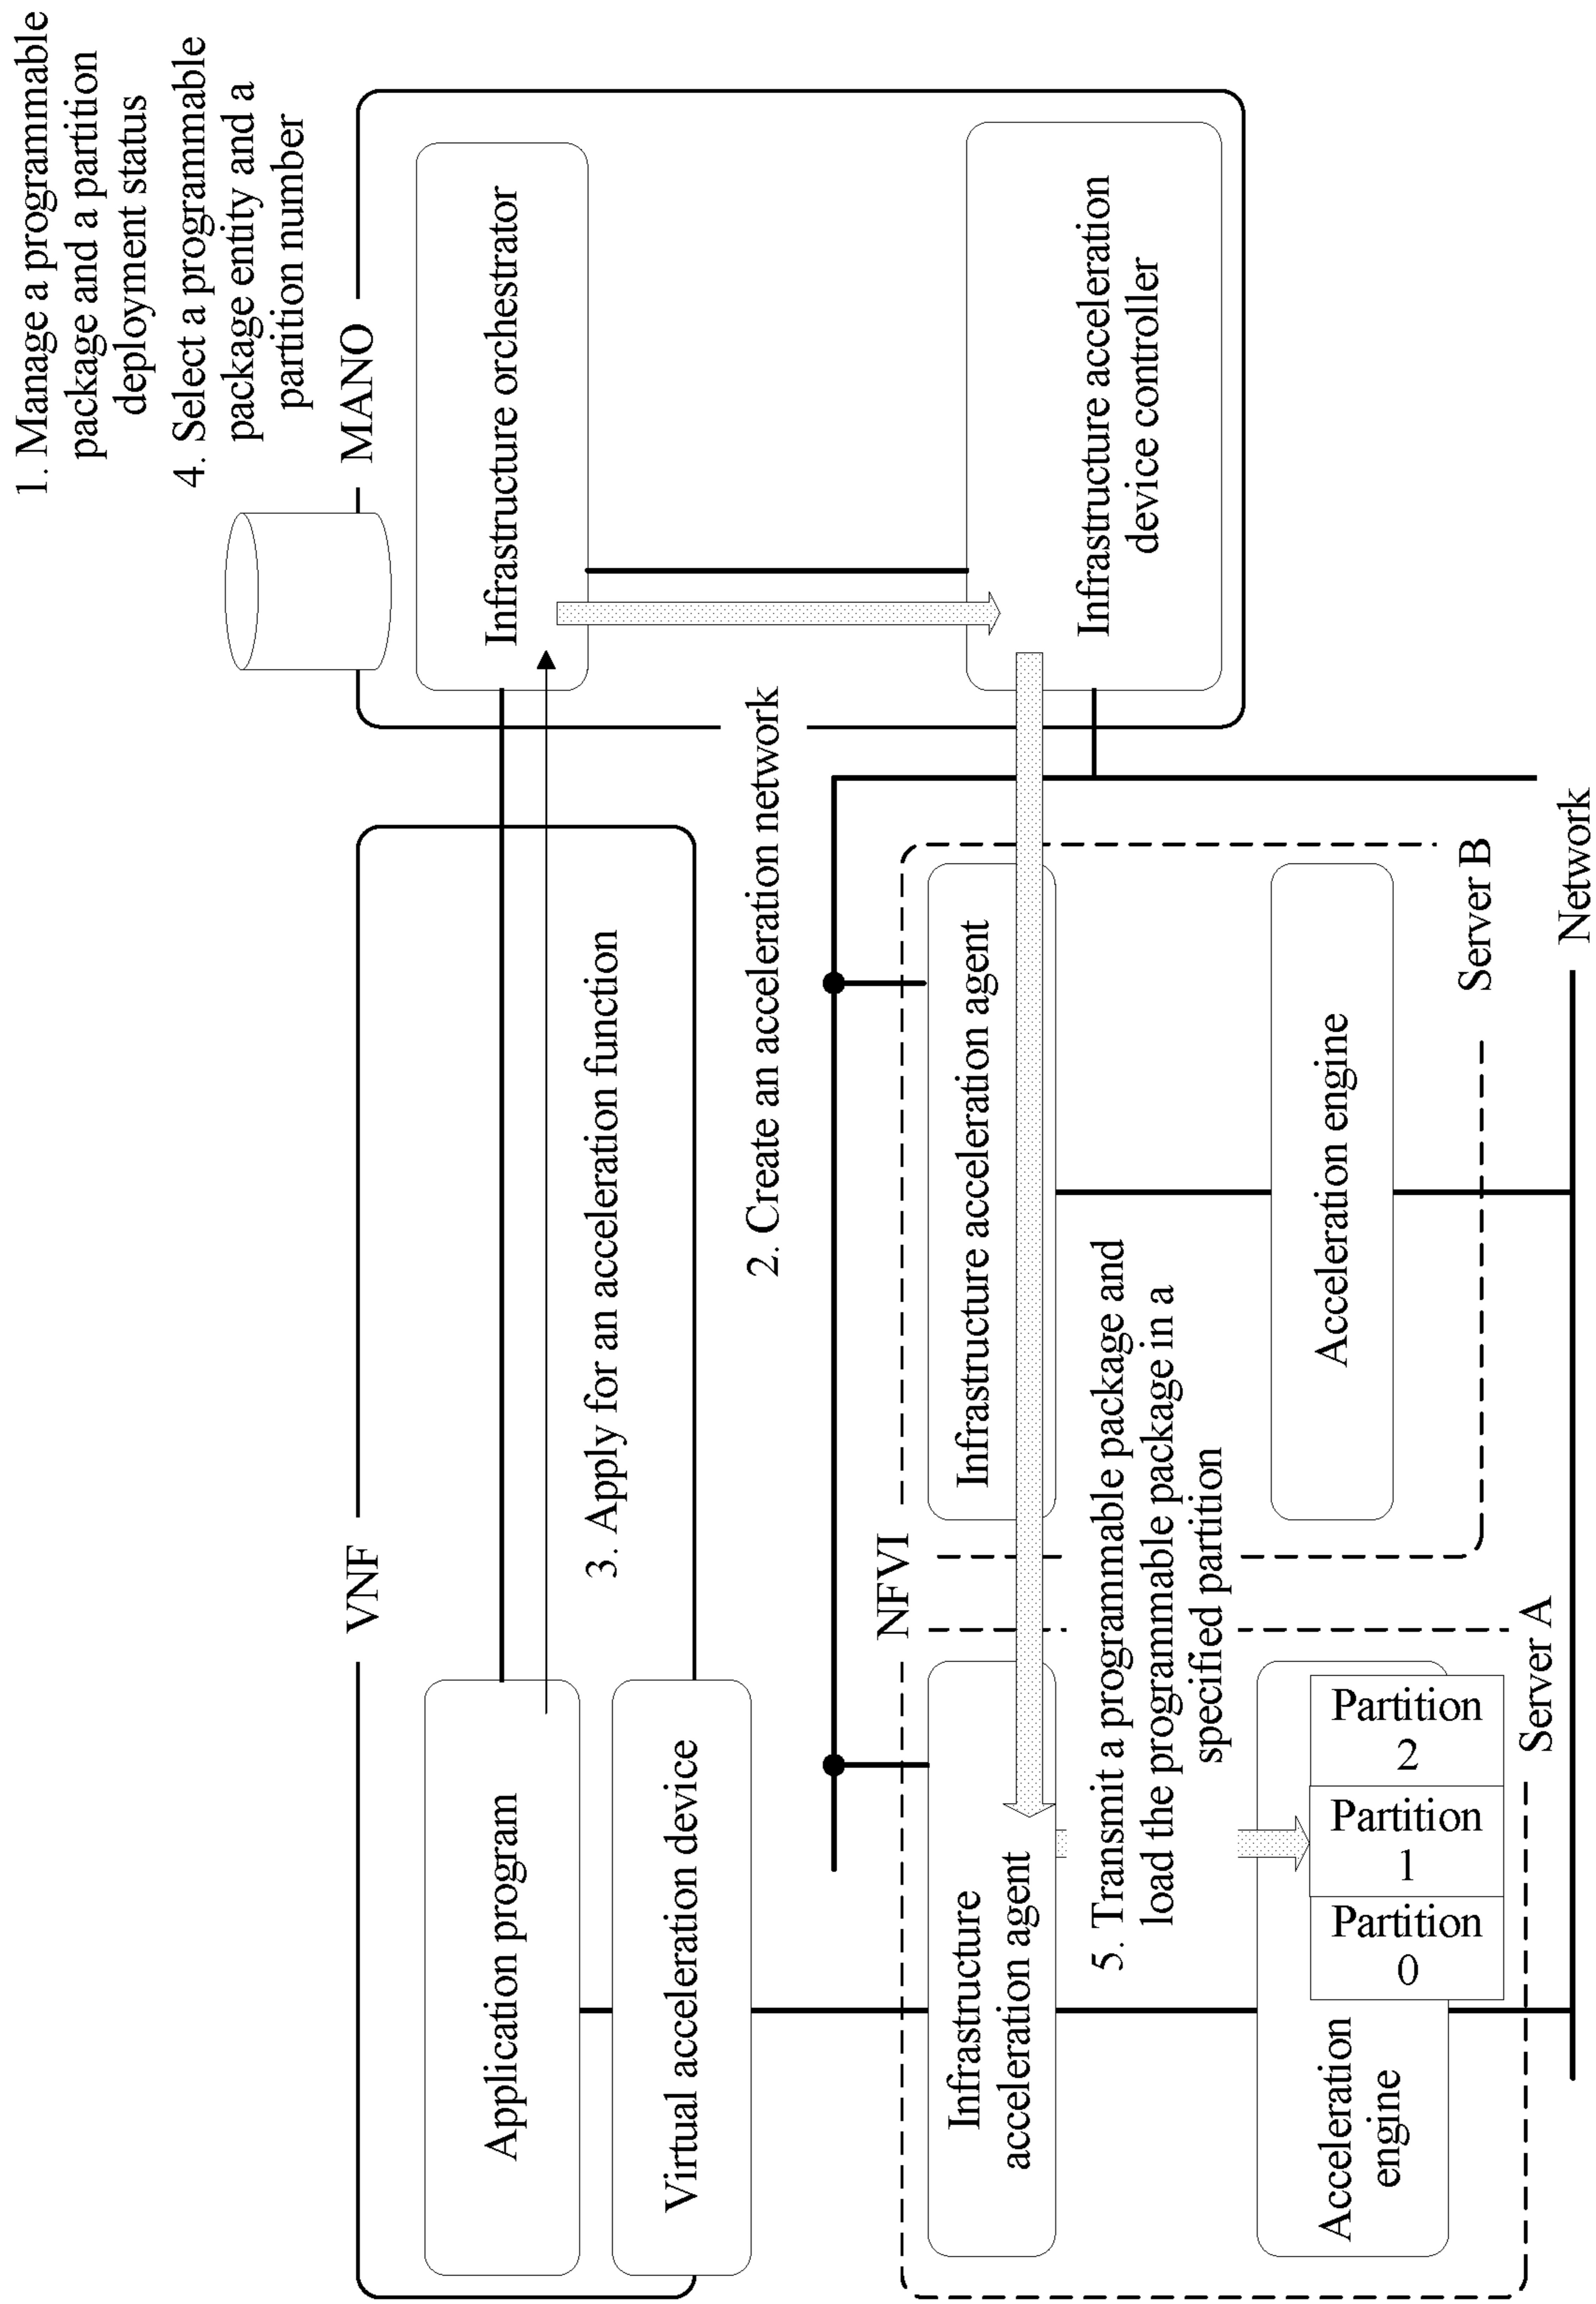 1. Manage a programmable
package and a partition
deployment status
4. Select a programmable
package entity and a
partition number
VNF
MANO
Application program
Infrastructure orchestrator
3. Apply for an acceleration function
Virtual acceleration device
2. Create an acceleration network
NFVI
Infrastructure
acceleration agent
Infrastructure acceleration agent
Infrastructure acceleration
device controller
5. Transmit a programmable package and
load the programmable package in a
specified partition
Acceleration
engine
Partition
0
Partition
1
Partition
2
Acceleration engine
Server A
Server B
Network